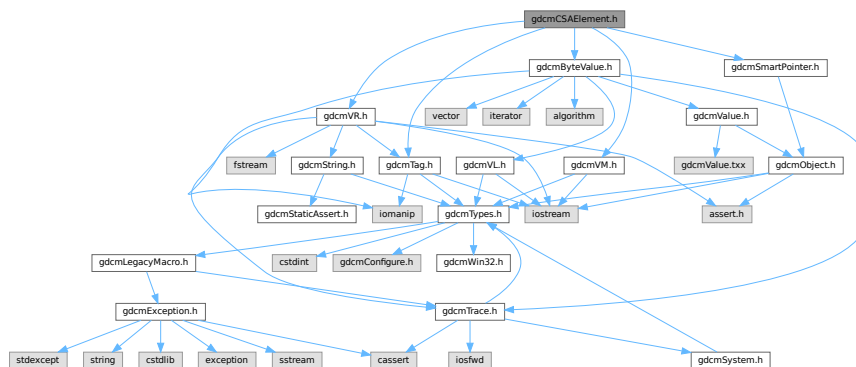 gdcmCSAElement.h
gdcmByteValue.h
gdcmSmartPointer.h
gdcmVR.h
vector
iterator
algorithm
gdcmValue.h
fstream
gdcmString.h
gdcmTag.h
gdcmVL.h
gdcmVM.h
gdcmValue.txx
gdcmObject.h
gdcmStaticAssert.h
iomanip
gdcmTypes.h
iostream
assert.h
gdcmLegacyMacro.h
cstdint
gdcmConfigure.h
gdcmWin32.h
gdcmException.h
gdcmTrace.h
stdexcept
string
cstdlib
exception
sstream
cassert
iosfwd
gdcmSystem.h